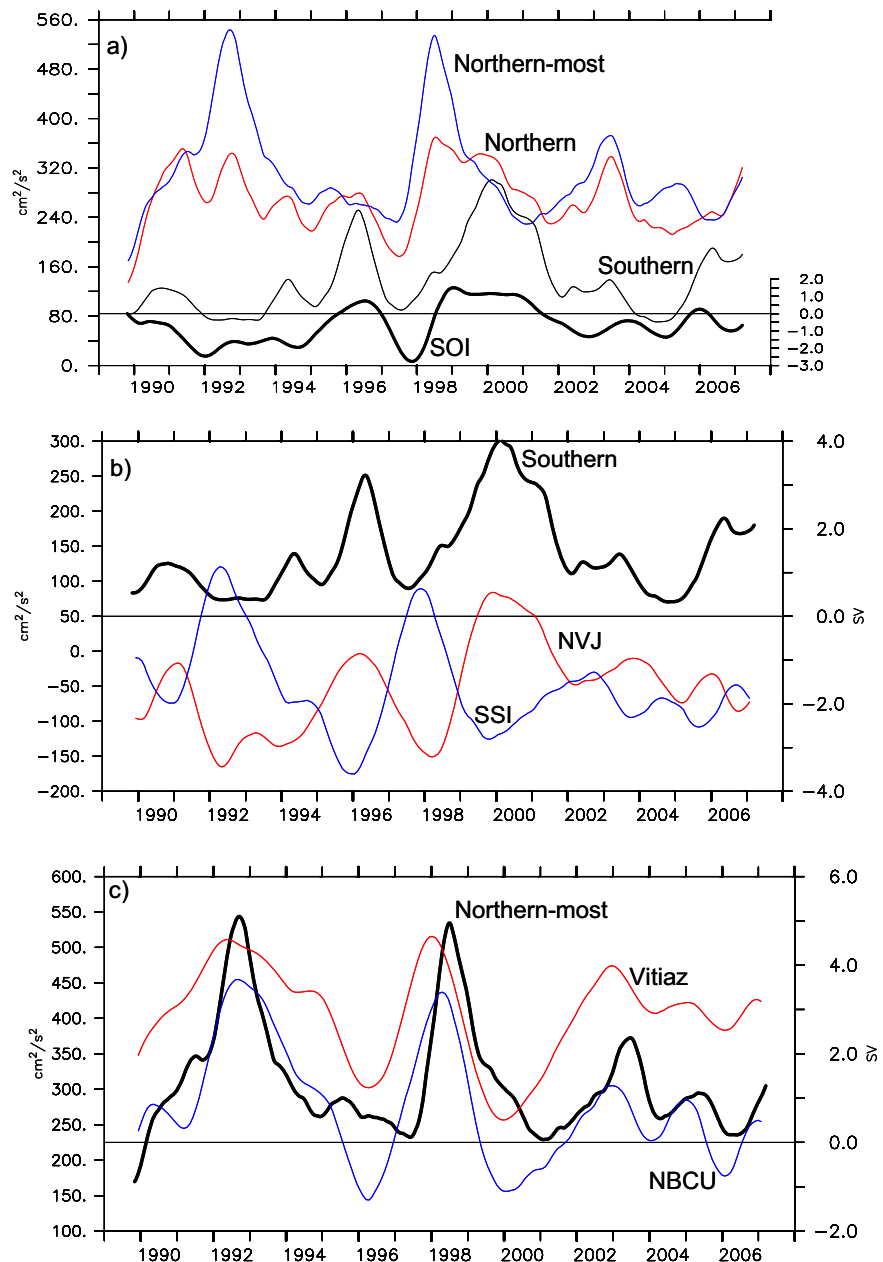 a)
560.
480.
400.
320.
240.
160.
80.
0.
cm²/s²
Northern-most
Northern
Southern
SOI
2.0
1.0
0.0
−1.0
−2.0
−3.0
1990 1992 1994 1996 1998 2000 2002 2004 2006
b)
300.
250.
200.
150.
100.
50.
0.
−50.
−100.
−150.
−200.
cm²/s²
Southern
NVJ
SSI
4.0
2.0
0.0
−2.0
−4.0
SV
1990 1992 1994 1996 1998 2000 2002 2004 2006
c)
600.
550.
500.
450.
400.
350.
300.
250.
200.
150.
100.
cm²/s²
Northern-most
Vitiaz
NBCU
6.0
4.0
2.0
0.0
−2.0
SV
1990 1992 1994 1996 1998 2000 2002 2004 2006